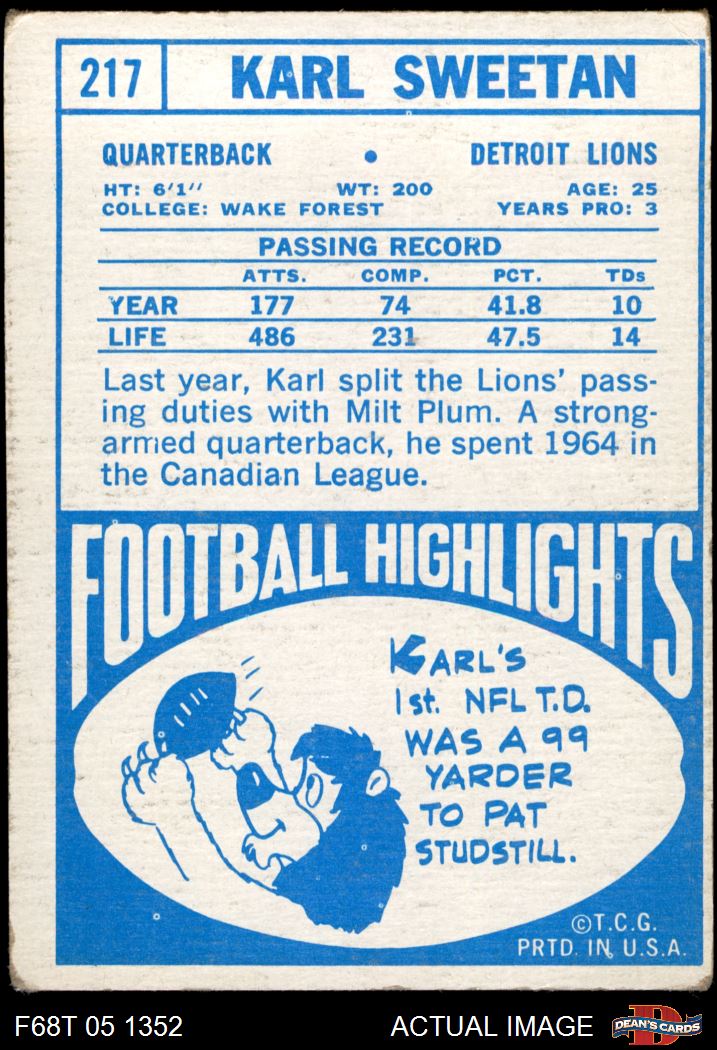 217 KARL SWEETAN
QUARTERBACK • DETROIT LIONS
HT: 6'1" WT: 200 AGE: 25
COLLEGE: WAKE FOREST YEARS PRO: 3
PASSING RECORD
ATTS. COMP. PCT. TDs
YEAR 177 74 41.8 10
LIFE 486 231 47.5 14
Last year, Karl split the Lions' pass-
ing duties with Milt Plum. A strong-
armed quarterback, he spent 1964 in
the Canadian League.
FOOTBALL HIGHLIGHTS
KARL'S
1st. NFL T.D.
WAS A 99
YARDER
TO PAT
STUDSTILL.
©T.C.G.
PRTD. IN U.S.A.
F68T 05 1352 ACTUAL IMAGE D DEAN'S CARDS